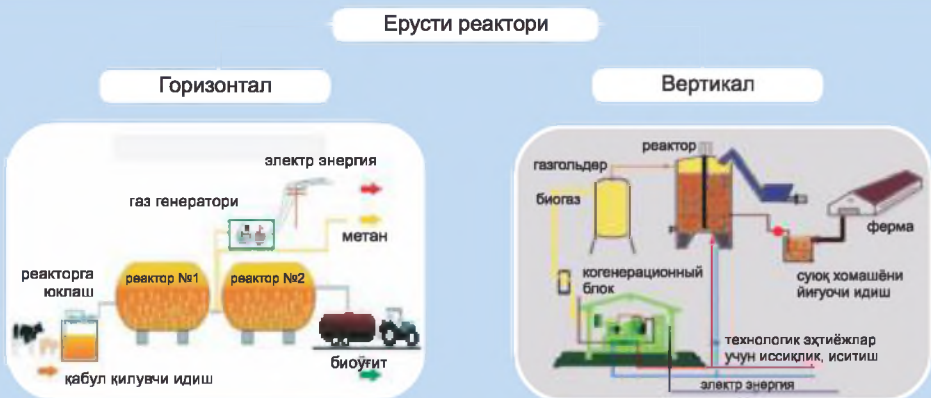 Ерусти реактори
Горизонтал
Вертикал
электр энергия
газ генератори
метан
реакторга
юклаш
реактор №1
реактор №2
биоўғит
қабул қилувчи идиш
реактор
газгольдер
биогаз
ферма
когенерационный
блок
суюқ хомашёни
йиғуочи идиш
технологик эҳтиёжлар
учун иссиқлик, иситиш
электр энергия